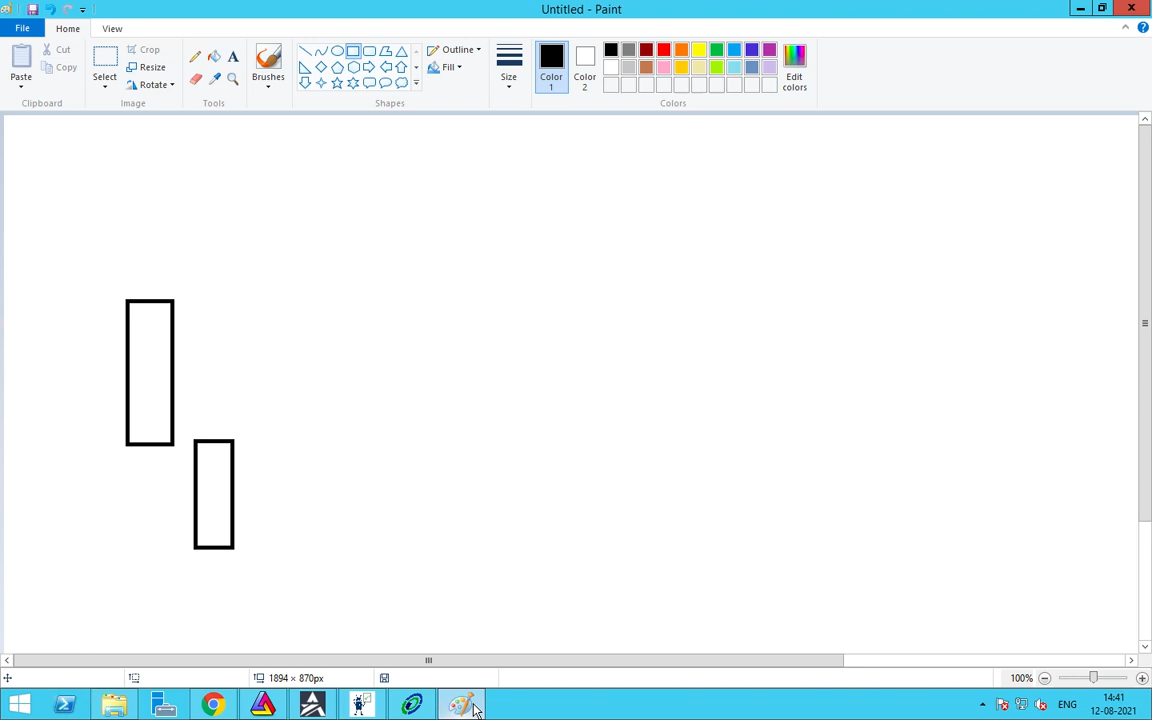 Untitled - Paint
File Home View
Paste
Cut
Copy
Clipboard
Select
Crop
Resize
Rotate
Image
A
Tools
Brushes
Outline
Fill
Shapes
Size
Color 1
Color 2
Edit colors
Colors
1894 × 870px
100%
ENG
14:41
12-08-2021